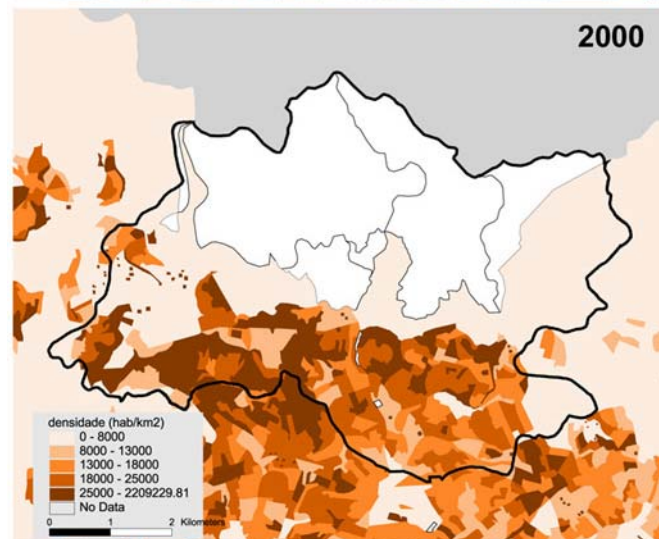 2000
densidade (hab/km2)
0 - 8000
8000 - 13000
13000 - 18000
18000 - 25000
25000 - 2209229.81
No Data
0 1 2 Kilometers